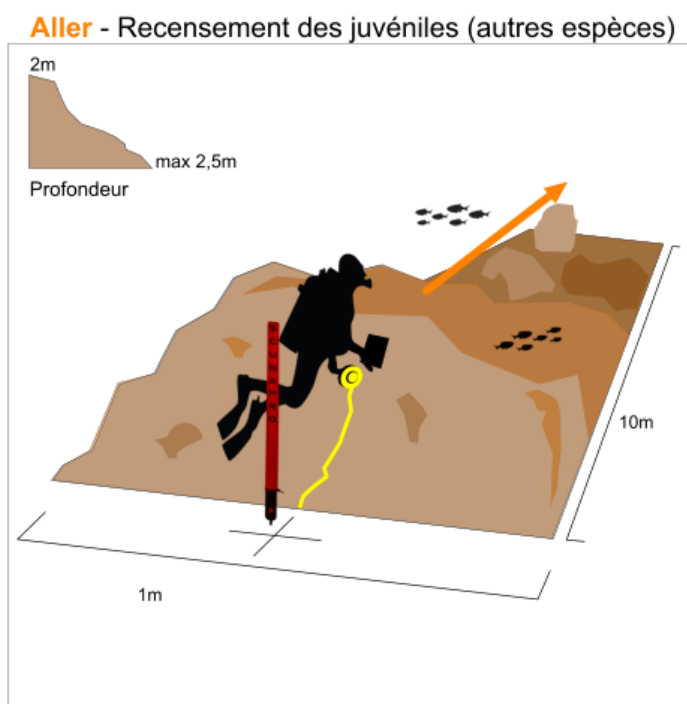 Aller - Recensement des juvéniles (autres espèces)
2m
max 2,5m
Profondeur
10m
1m